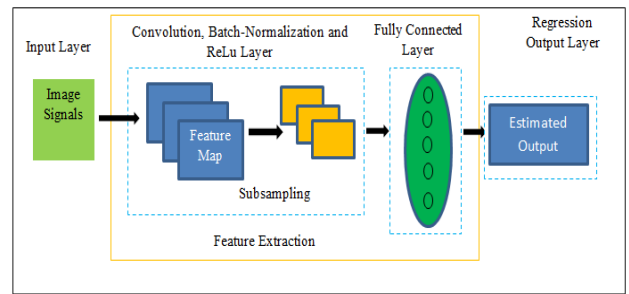 Input Layer
Image
Signals
Convolution, Batch-Normalization and
ReLu Layer
Feature
Map
Subsampling
Feature Extraction
Fully Connected
Layer
Regression
Output Layer
Estimated
Output